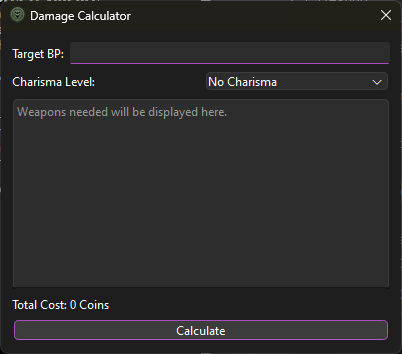 Damage Calculator
Target BP:
Charisma Level: No Charisma
Weapons needed will be displayed here.
Total Cost: 0 Coins
Calculate